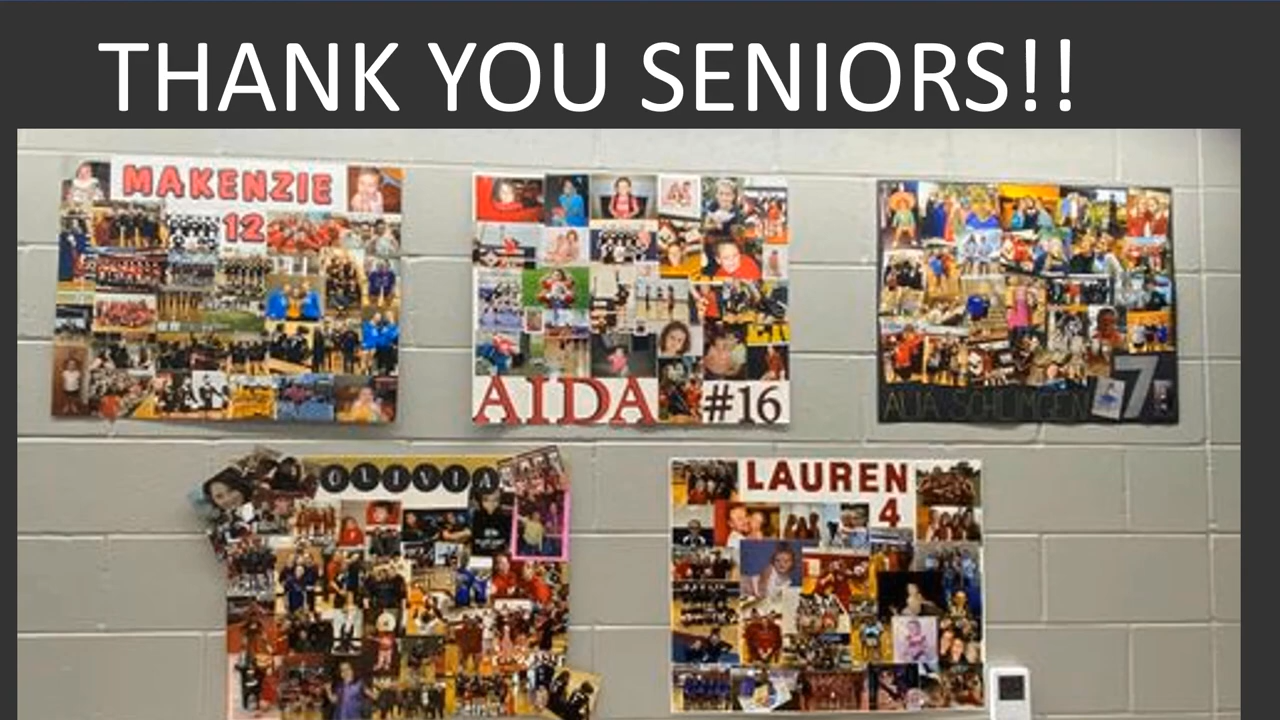 THANK YOU SENIORS!!
MAKENZIE
12
AIDA #16
7
OLIVIA
LAUREN
4